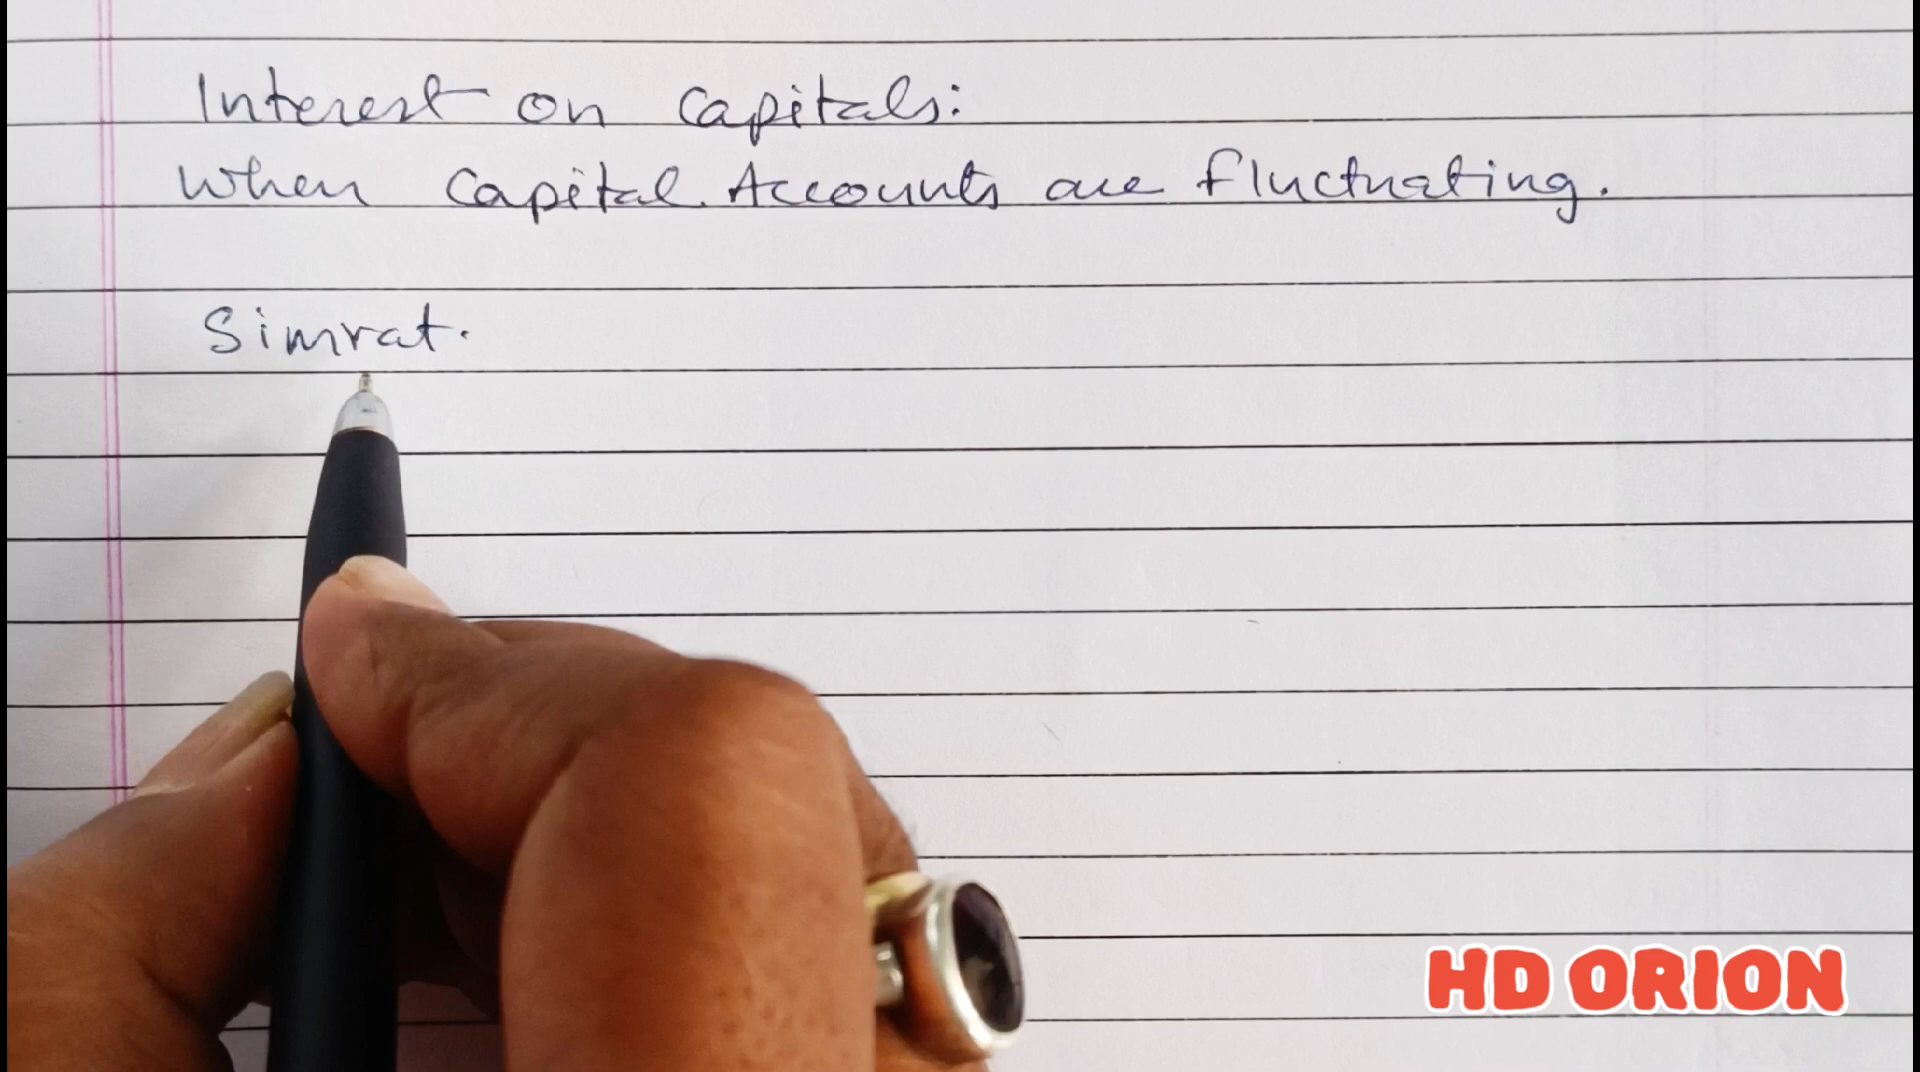 Interest on Capitals:
When Capital Accounts are fluctuating.
Simrat.
HD ORION